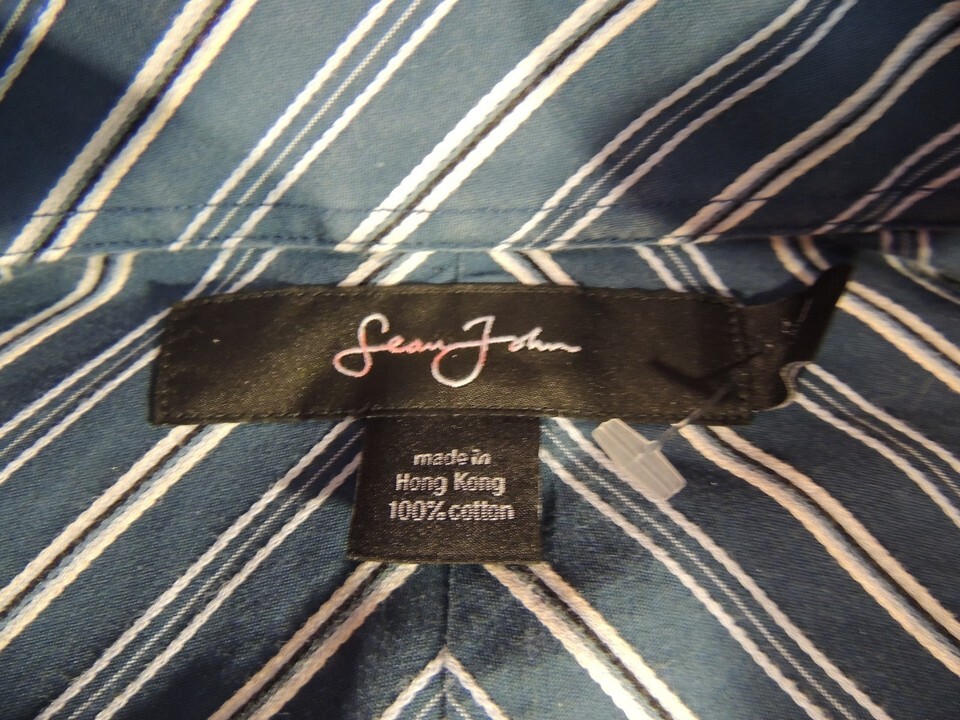 Sean John
made in
Hong Kong
100% cotton